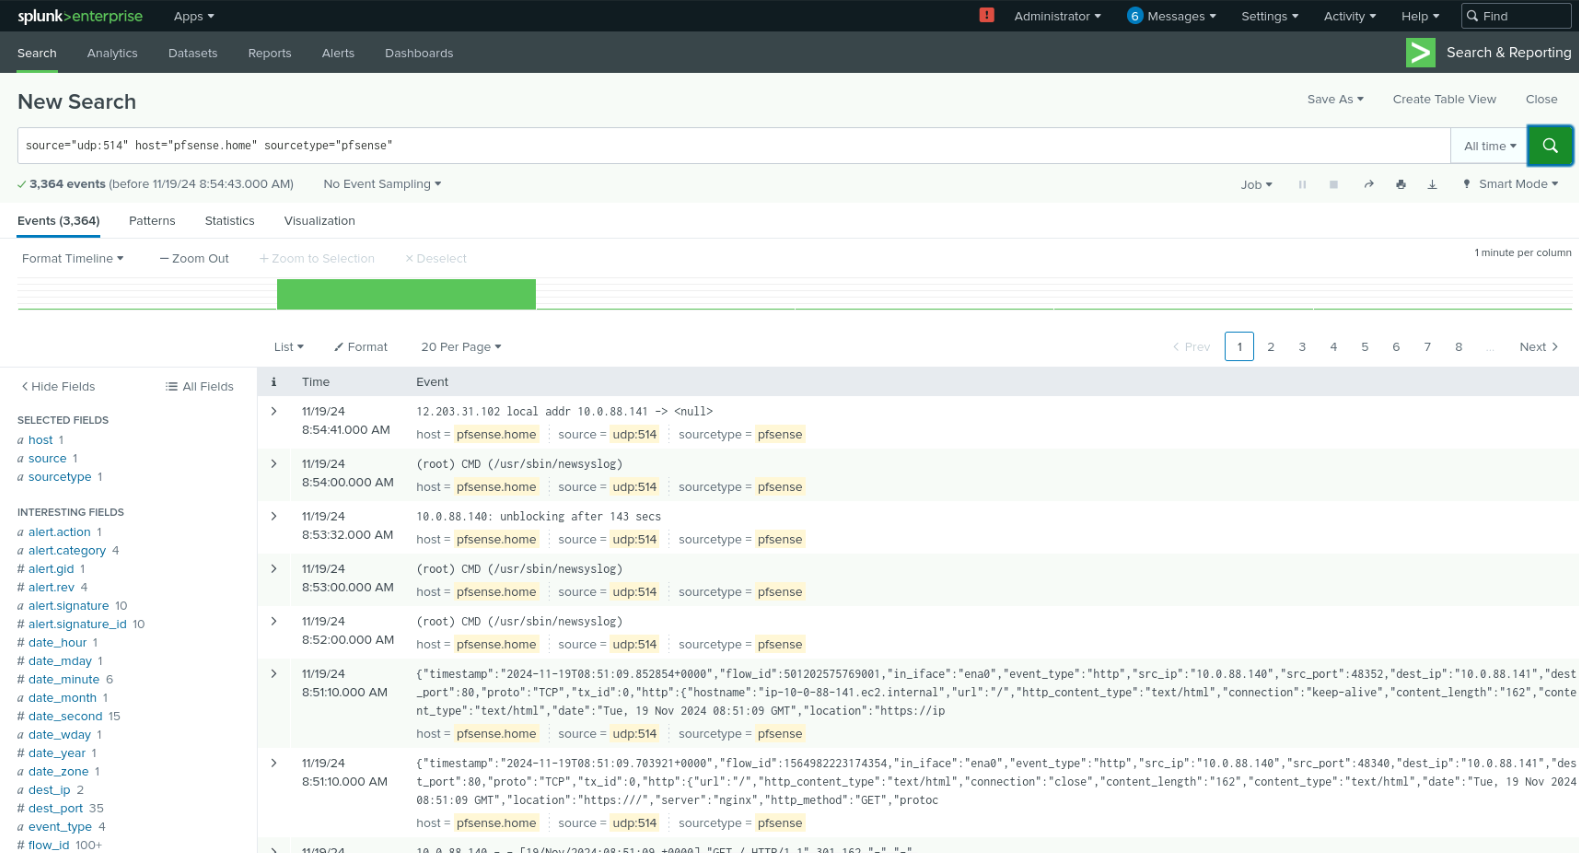 splunk>enterprise Apps Administrator 6 Messages Settings Activity Help Find
Search Analytics Datasets Reports Alerts Dashboards Search & Reporting
New Search Save As Create Table View Close
source="udp:514" host="pfsense.home" sourcetype="pfsense" All time
3,364 events (before 11/19/24 8:54:43.000 AM) No Event Sampling Job Smart Mode
Events (3,364) Patterns Statistics Visualization
Format Timeline — Zoom Out + Zoom to Selection × Deselect 1 minute per column
List Format 20 Per Page < Prev 1 2 3 4 5 6 7 8 ... Next >
< Hide Fields All Fields
SELECTED FIELDS
a host 1
a source 1
a sourcetype 1
INTERESTING FIELDS
a alert.action 1
a alert.category 4
# alert.gid 1
# alert.rev 4
a alert.signature 10
# alert.signature_id 10
# date_hour 1
# date_mday 1
# date_minute 6
a date_month 1
# date_second 15
a date_wday 1
# date_year 1
a date_zone 1
a dest_ip 2
# dest_port 35
a event_type 4
# flow_id 100+
i Time Event
11/19/24 12.203.31.102 local addr 10.0.88.141 -> <null>
8:54:41.000 AM host = pfsense.home source = udp:514 sourcetype = pfsense
11/19/24 (root) CMD (/usr/sbin/newsyslog)
8:54:00.000 AM host = pfsense.home source = udp:514 sourcetype = pfsense
11/19/24 10.0.88.140: unblocking after 143 secs
8:53:32.000 AM host = pfsense.home source = udp:514 sourcetype = pfsense
11/19/24 (root) CMD (/usr/sbin/newsyslog)
8:53:00.000 AM host = pfsense.home source = udp:514 sourcetype = pfsense
11/19/24 (root) CMD (/usr/sbin/newsyslog)
8:52:00.000 AM host = pfsense.home source = udp:514 sourcetype = pfsense
11/19/24 {"timestamp":"2024-11-19T08:51:09.852854+0000","flow_id":501202575769001,"in_iface":"ena0","event_type":"http","src_ip":"10.0.88.140","src_port":48352,"dest_ip":"10.0.88.141","dest
8:51:10.000 AM _port":80,"proto":"TCP","tx_id":0,"http":{"hostname":"ip-10-0-88-141.ec2.internal","url":"/","http_content_type":"text/html","connection":"keep-alive","content_length":"162","conte
nt_type":"text/html","date":"Tue, 19 Nov 2024 08:51:09 GMT","location":"https://ip
host = pfsense.home source = udp:514 sourcetype = pfsense
11/19/24 {"timestamp":"2024-11-19T08:51:09.703921+0000","flow_id":1564982223174354,"in_iface":"ena0","event_type":"http","src_ip":"10.0.88.140","src_port":48340,"dest_ip":"10.0.88.141","des
8:51:10.000 AM t_port":80,"proto":"TCP","tx_id":0,"http":{"url":"/","http_content_type":"text/html","connection":"close","content_length":"162","content_type":"text/html","date":"Tue, 19 Nov 2024
08:51:09 GMT","location":"https:///","server":"nginx","http_method":"GET","protoc
host = pfsense.home source = udp:514 sourcetype = pfsense
11/19/24 10.0.88.140 - - [19/Nov/2024:08:51:09 +0000] "GET / HTTP/1.1" 301 162 "-" "-"